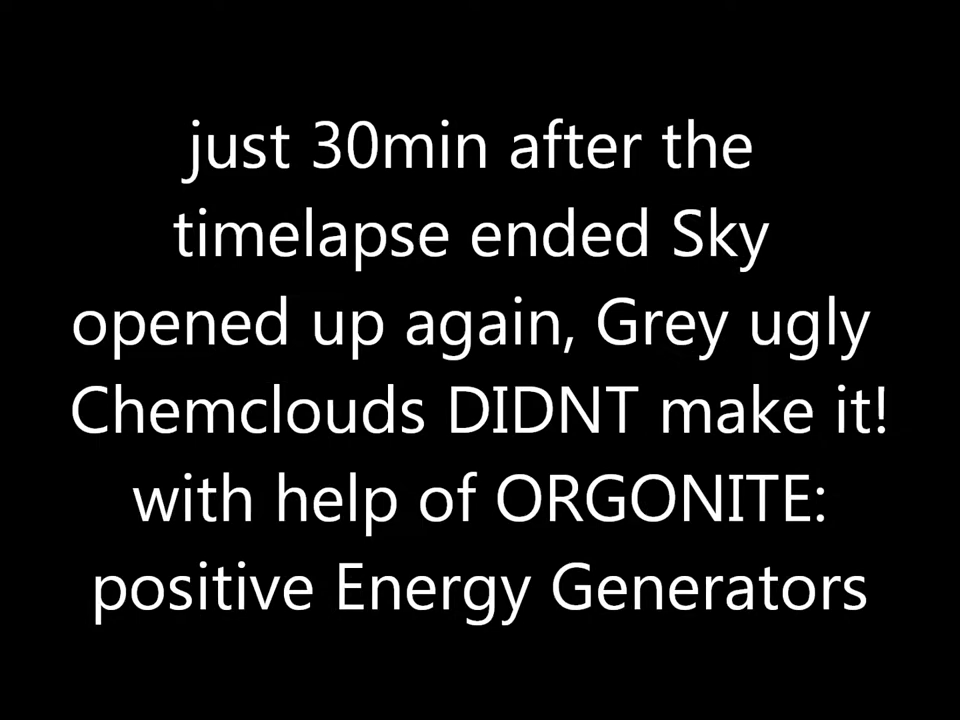 just 30min after the
timelapse ended Sky
opened up again, Grey ugly
Chemclouds DIDNT make it!
with help of ORGONITE:
positive Energy Generators